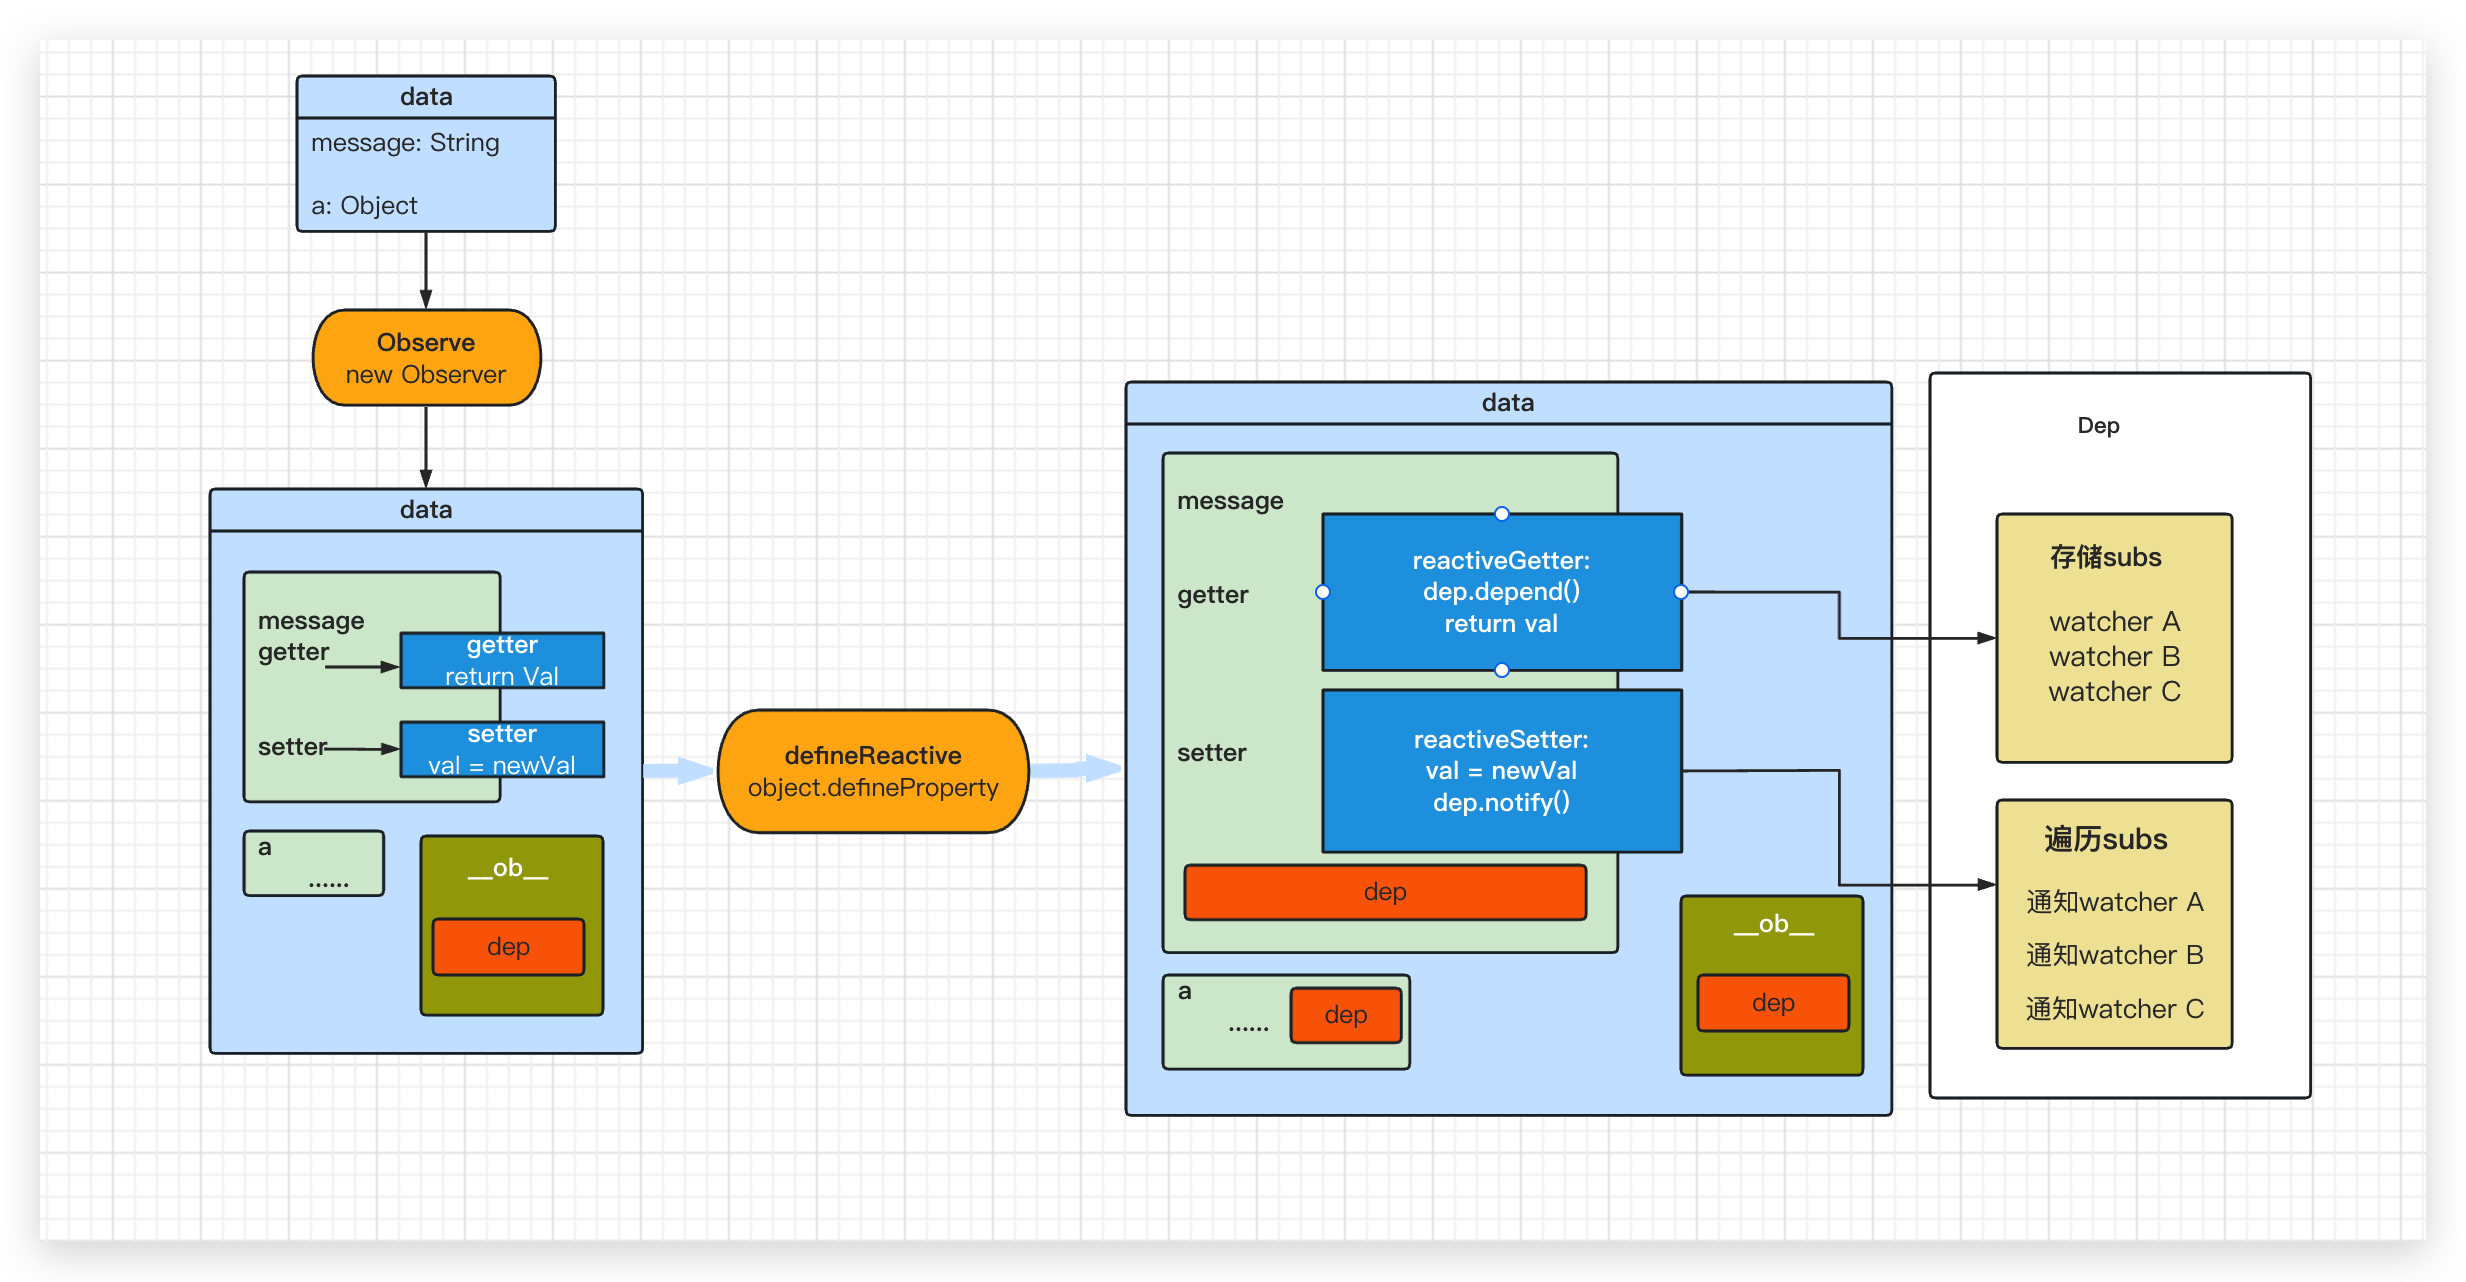 data
message: String
a: Object
Observe
new Observer
data
message
getter
getter
return Val
setter
setter
val = newVal
a
......
__ob__
dep
defineReactive
object.defineProperty
data
message
getter
reactiveGetter:
dep.depend()
return val
setter
reactiveSetter:
val = newVal
dep.notify()
dep
a
......
dep
__ob__
dep
Dep
存储subs
watcher A
watcher B
watcher C
遍历subs
通知watcher A
通知watcher B
通知watcher C